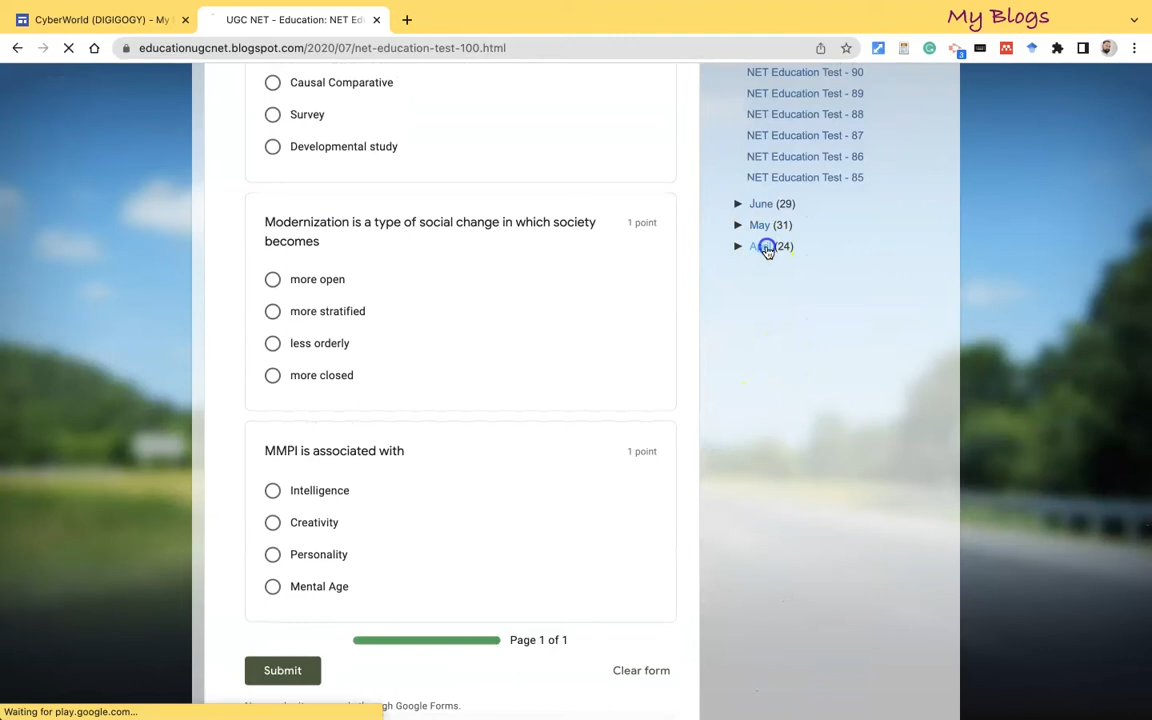 CyberWorld (DIGIGOGY) – My
UGC NET - Education: NET Ed
My Blogs
educationugcnet.blogspot.com/2020/07/net-education-test-100.html
3
Causal Comparative
Survey
Developmental study
Modernization is a type of social change in which society becomes
1 point
more open
more stratified
less orderly
more closed
MMPI is associated with
1 point
Intelligence
Creativity
Personality
Mental Age
Page 1 of 1
Submit
Clear form
gh Google Forms.
NET Education Test - 90
NET Education Test - 89
NET Education Test - 88
NET Education Test - 87
NET Education Test - 86
NET Education Test - 85
June (29)
May (31)
(24)
Waiting for play.google.com...